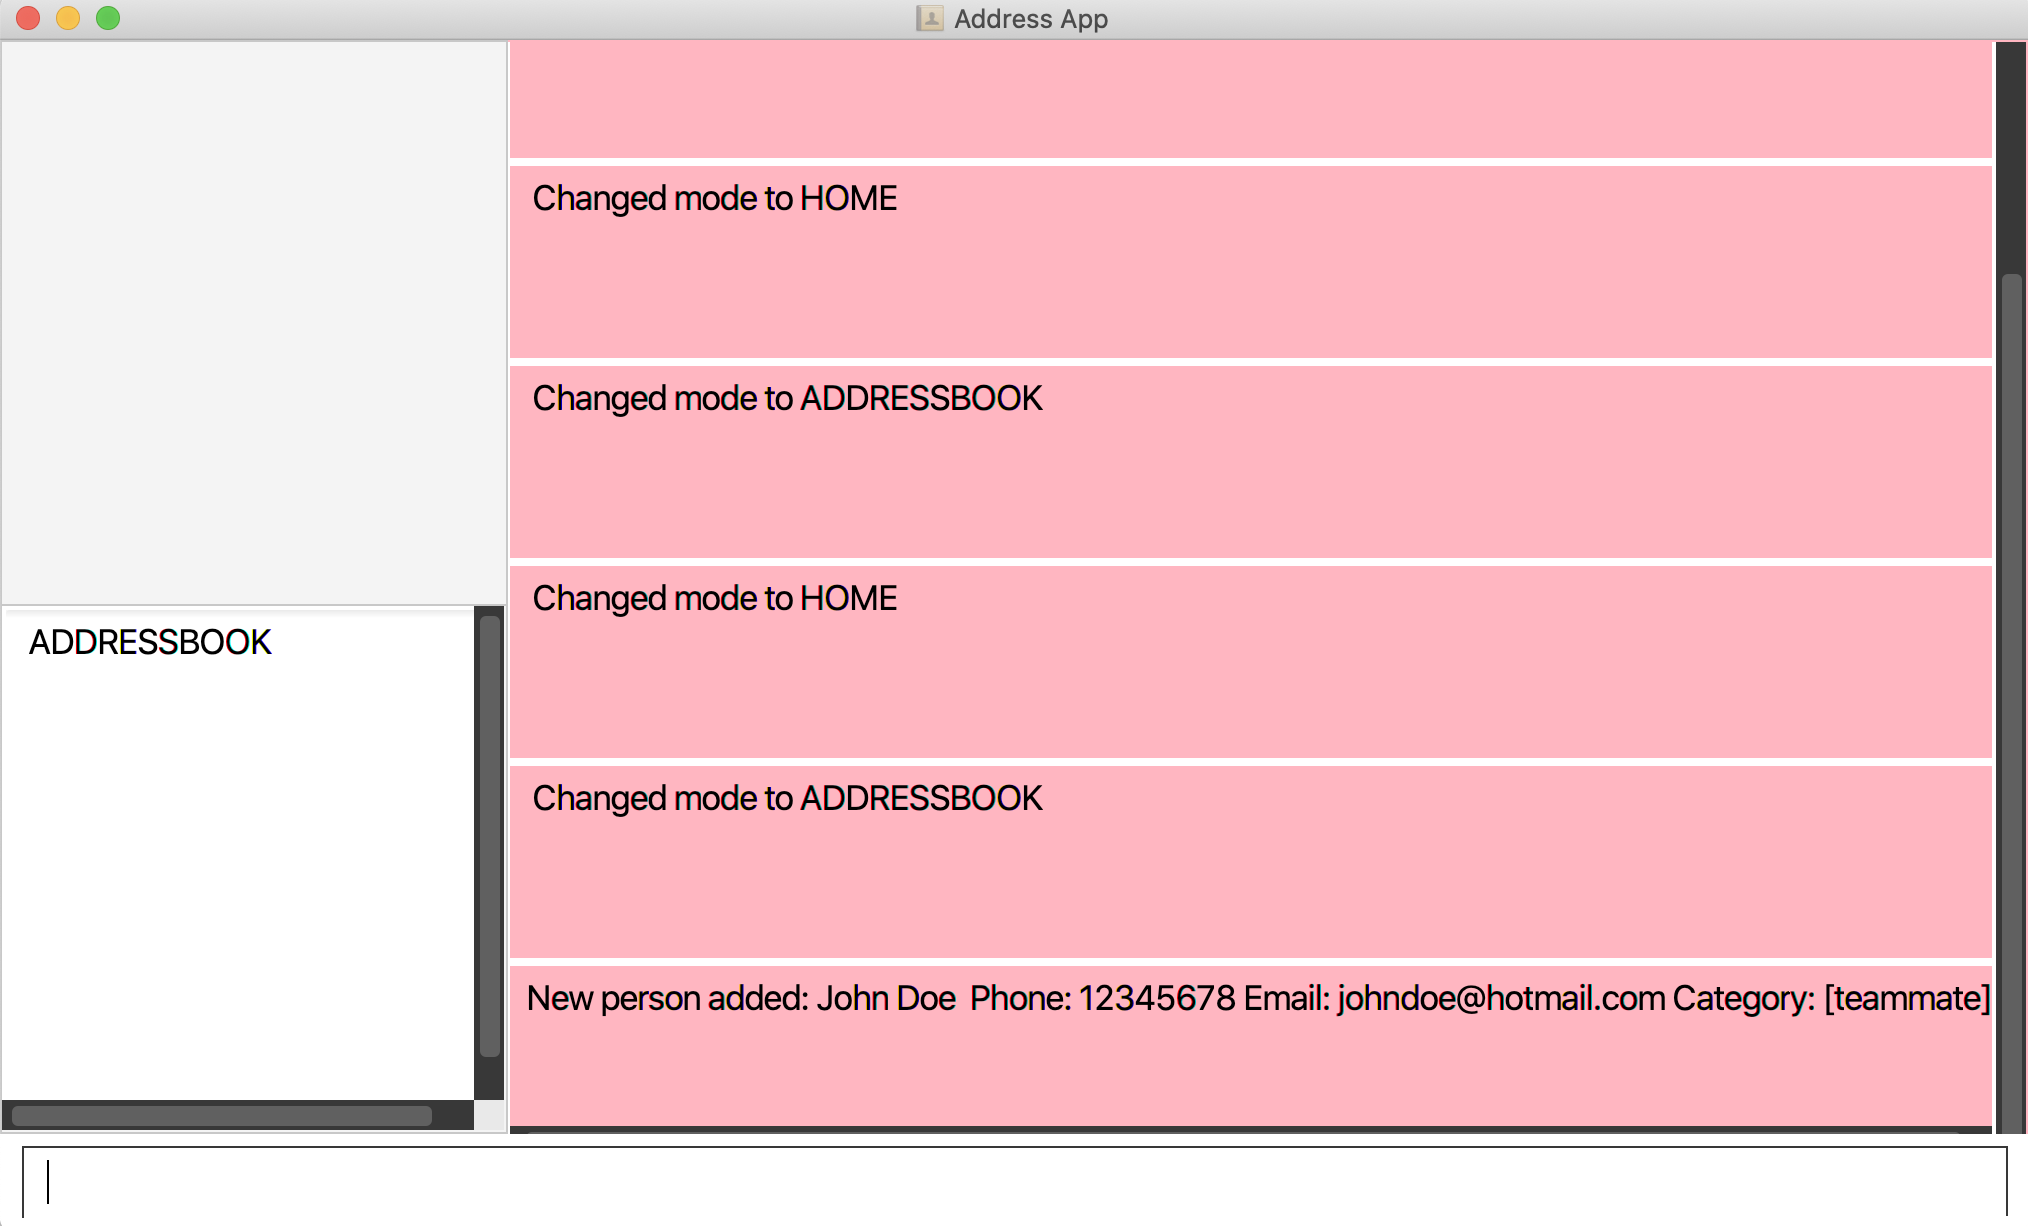 Address App
Changed mode to HOME
Changed mode to ADDRESSBOOK
Changed mode to HOME
Changed mode to ADDRESSBOOK
New person added: John Doe  Phone: 12345678 Email: johndoe@hotmail.com Category: [teammate]
ADDRESSBOOK